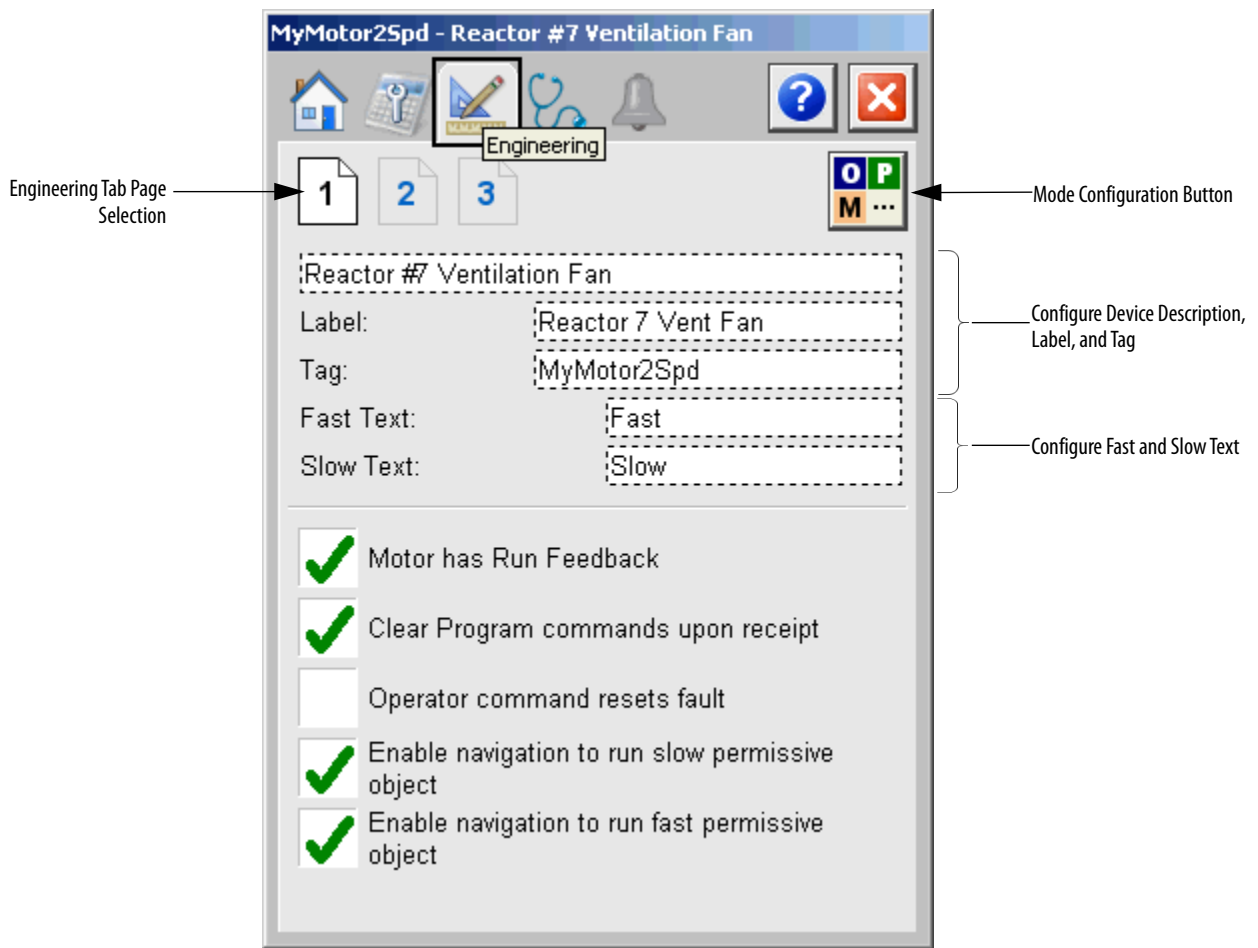 MyMotor2Spd - Reactor #7 Ventilation Fan
?
Engineering
Engineering Tab Page
Selection
1
2
3
O P
M ...
Mode Configuration Button
Reactor #7 Ventilation Fan
Label:
Reactor 7 Vent Fan
Tag:
MyMotor2Spd
Configure Device Description,
Label, and Tag
Fast Text:
Fast
Slow Text:
Slow
Configure Fast and Slow Text
Motor has Run Feedback
Clear Program commands upon receipt
Operator command resets fault
Enable navigation to run slow permissive
object
Enable navigation to run fast permissive
object